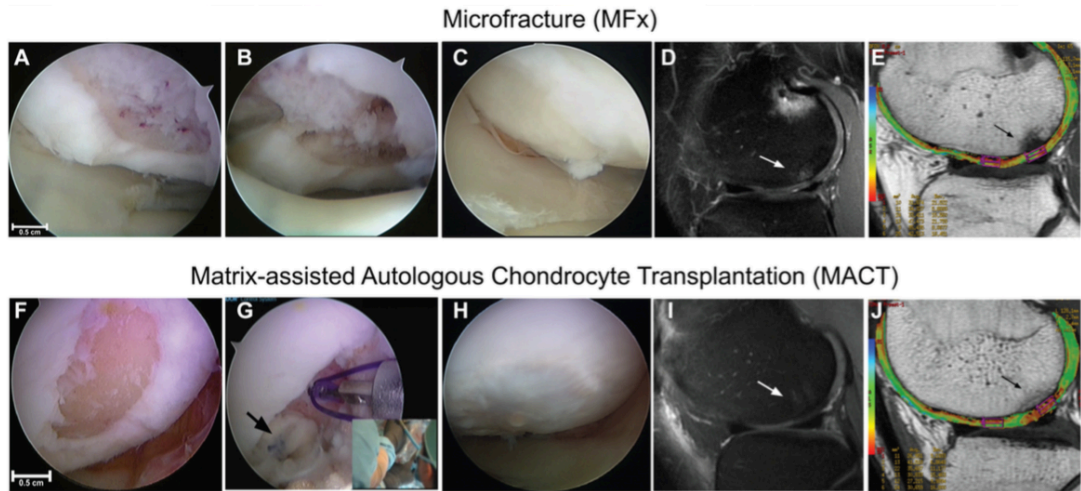 Microfracture (MFx)
A
B
C
D
E
0.5 cm
Matrix-assisted Autologous Chondrocyte Transplantation (MACT)
F
G
H
I
J
0.5 cm